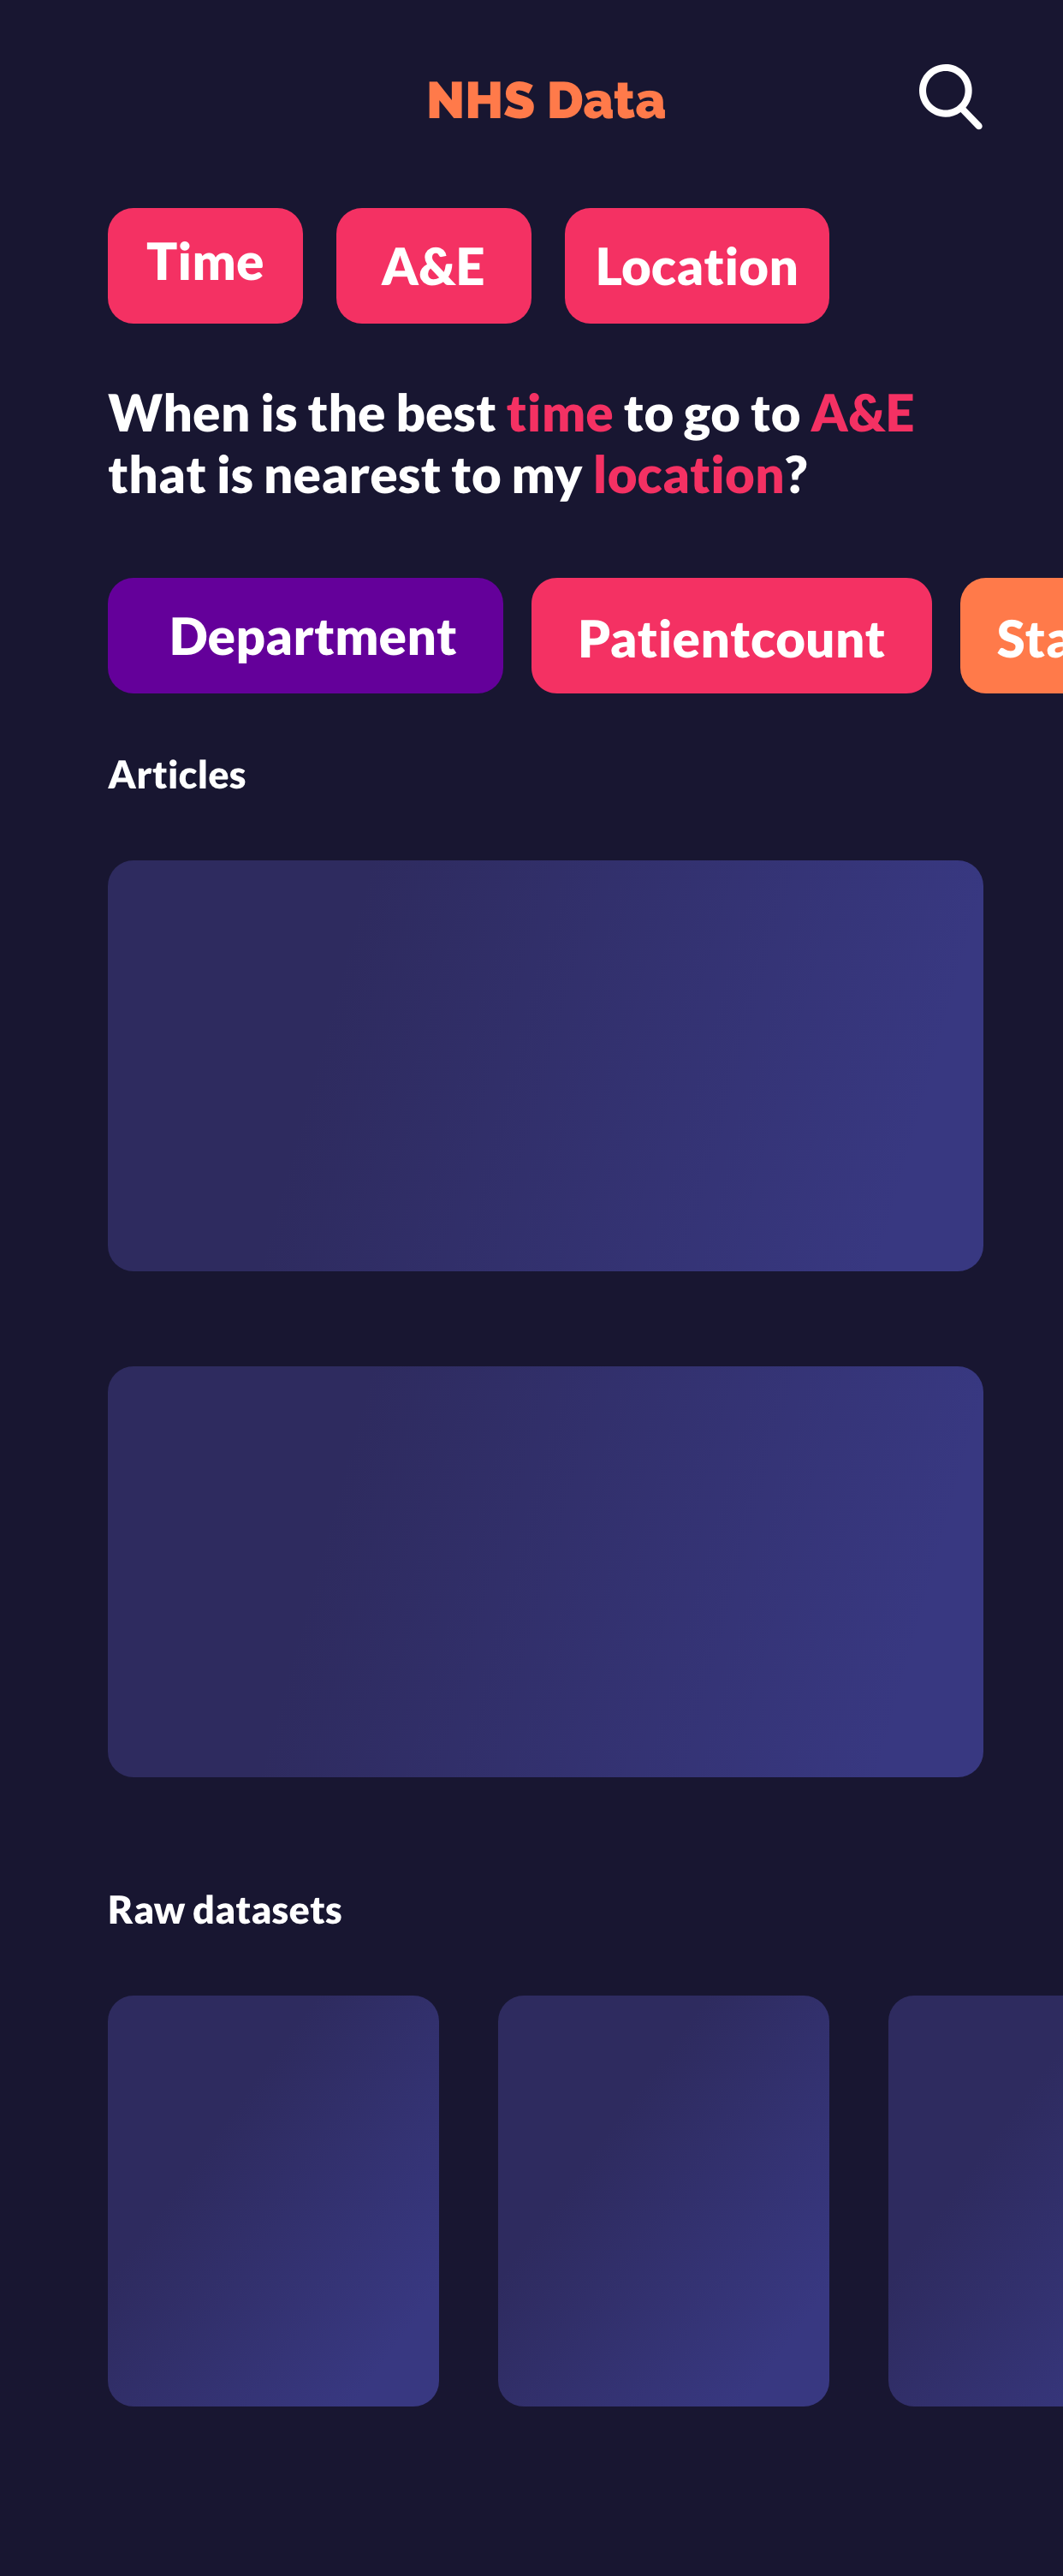 NHS Data
Time
A&E
Location
When is the best time to go to A&E
that is nearest to my location?
Department
Patientcount
Sta
Articles
Raw datasets